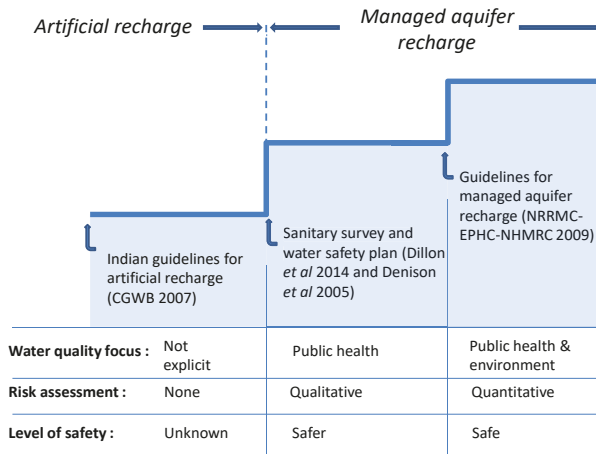 Artificial recharge
Managed aquifer
recharge
Indian guidelines for
artificial recharge
(CGWB 2007)
Sanitary survey and
water safety plan (Dillon
et al 2014 and Denison
et al 2005)
Guidelines for
managed aquifer
recharge (NRRMC-
EPHC-NHMRC 2009)
Water quality focus : Not explicit Public health Public health & environment
Risk assessment : None Qualitative Quantitative
Level of safety : Unknown Safer Safe